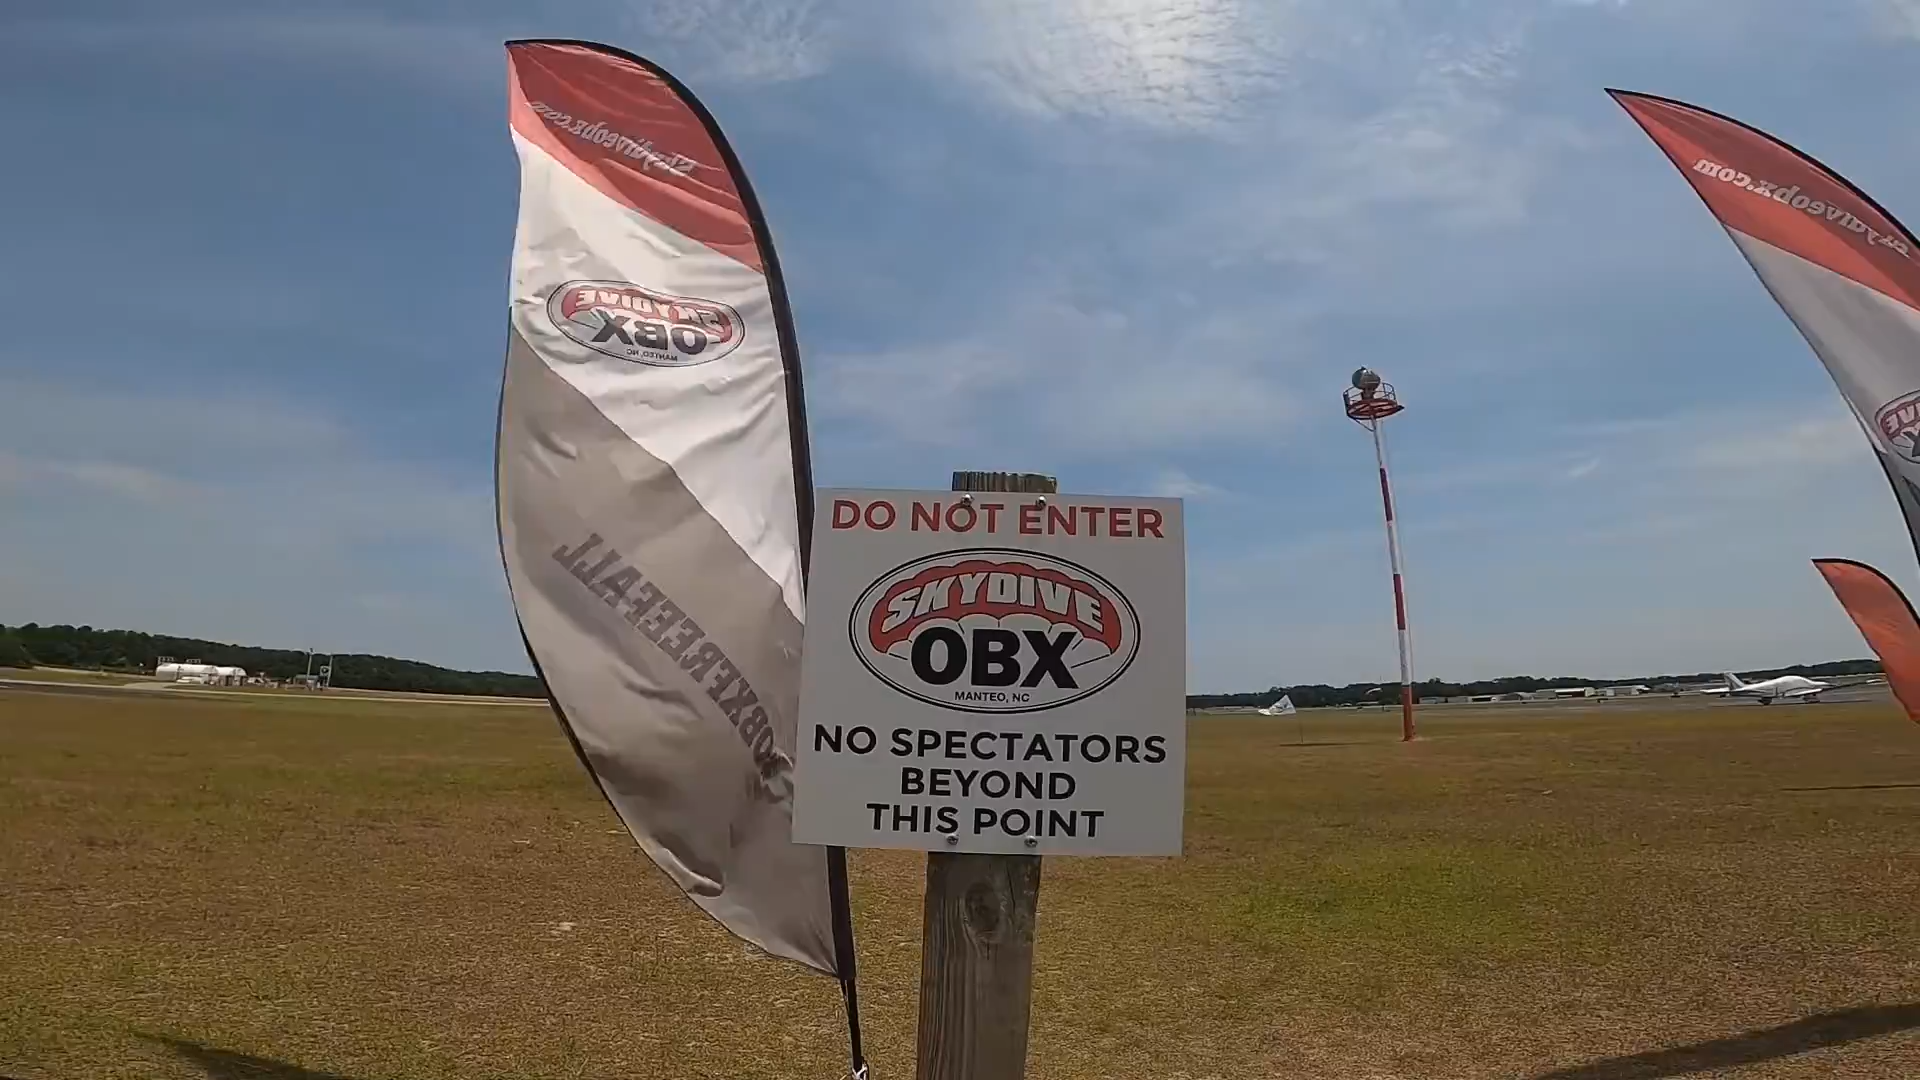 skydiveobx.com
SKYDIVE
OBX
MANTEO, NC
OBXFREEFALL
DO NOT ENTER
SKYDIVE
OBX
MANTEO, NC
NO SPECTATORS
BEYOND
THIS POINT
skydiveobx.com